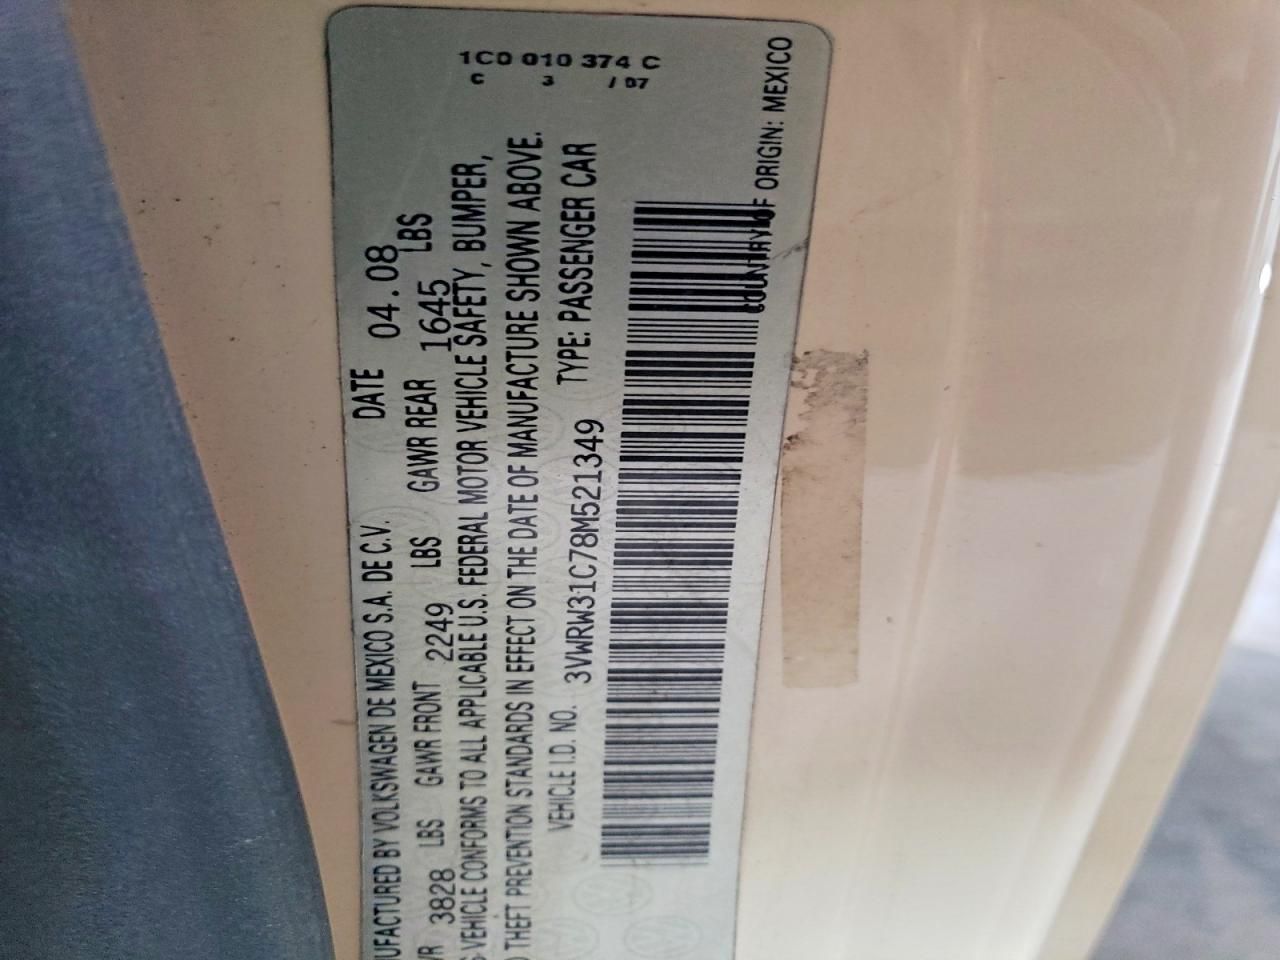 1C0 010 374 C
C 3 / 07
UFACTURED BY VOLKSWAGEN DE MEXICO S.A. DE C.V. DATE 04.08
VR 3828 LBS GAWR FRONT 2249 LBS GAWR REAR 1645 LBS
S VEHICLE CONFORMS TO ALL APPLICABLE U.S. FEDERAL MOTOR VEHICLE SAFETY, BUMPER,
D THEFT PREVENTION STANDARDS IN EFFECT ON THE DATE OF MANUFACTURE SHOWN ABOVE.
VEHICLE I.D. NO. 3VWRW31C78M521349 TYPE: PASSENGER CAR
COUNTRY OF ORIGIN: MEXICO